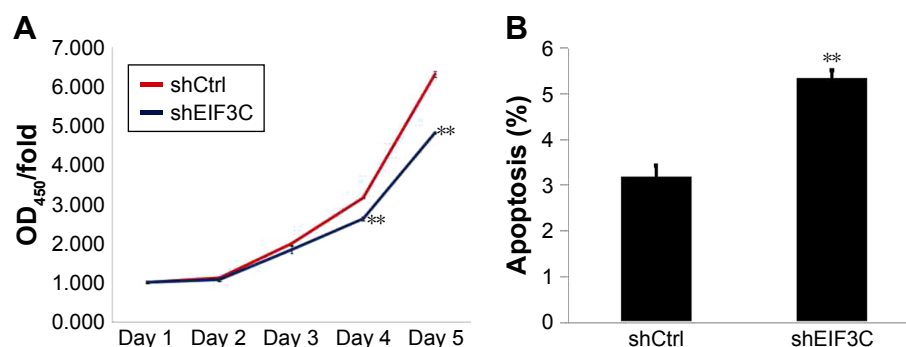 A
7.000
6.000
5.000
4.000
3.000
2.000
1.000
0.000
OD450/fold
shCtrl
shEIF3C
**
**
Day 1 Day 2 Day 3 Day 4 Day 5
B
6
5
4
3
2
1
0
Apoptosis (%)
**
shCtrl shEIF3C